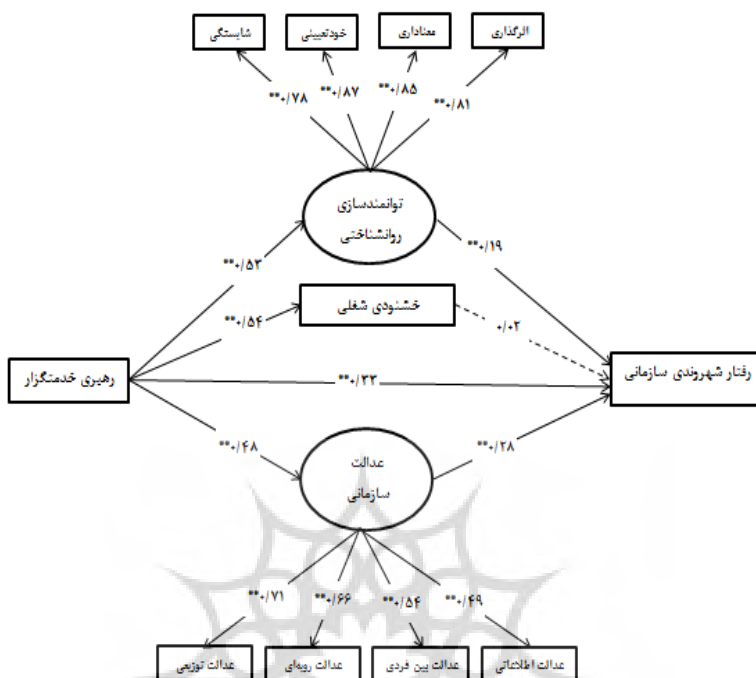 اثرگذاری
معناداری
خودتعیینی
شایستگی
**۰/۸۱
**۰/۸۵
**۰/۸۷
**۰/۷۸
توانمندسازی
روانشناختی
**۰/۵۳
**۰/۱۹
خشنودی شغلی
**۰/۵۴
۰/۰۲
رهبری خدمتگزار
رفتار شهروندی سازمانی
**۰/۳۳
**۰/۴۸
**۰/۲۸
عدالت
سازمانی
**۰/۴۹
**۰/۵۴
**۰/۶۶
**۰/۷۱
عدالت اطلاعاتی
عدالت بین فردی
عدالت رویه‌ای
عدالت توزیعی